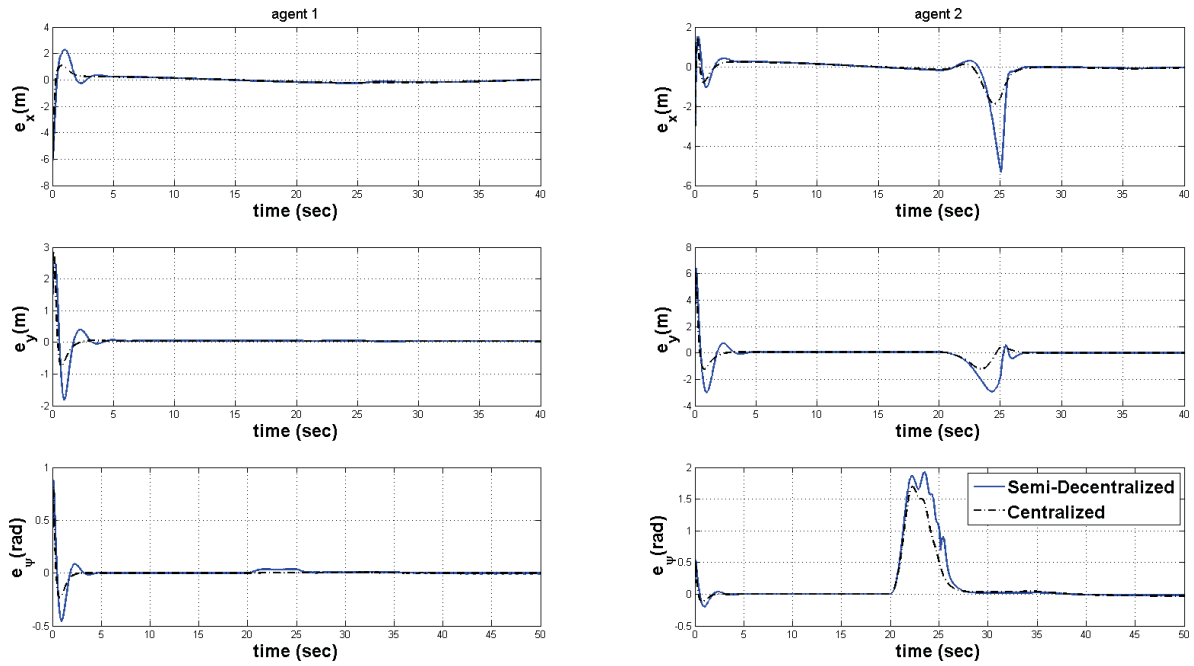 agent 1
4
2
0
-2
-4
-6
-8
e_x(m)
0 5 10 15 20 25 30 35 40
time (sec)
agent 2
2
0
-2
-4
-6
e_x(m)
0 5 10 15 20 25 30 35 40
time (sec)
3
2
1
0
-1
-2
e_y(m)
0 5 10 15 20 25 30 35 40
time (sec)
8
6
4
2
0
-2
-4
e_y(m)
0 5 10 15 20 25 30 35 40
time (sec)
1
0.5
0
-0.5
e_ψ(rad)
0 5 10 15 20 25 30 35 40 45 50
time (sec)
2
1.5
1
0.5
0
-0.5
e_ψ(rad)
Semi-Decentralized
Centralized
0 5 10 15 20 25 30 35 40 45 50
time (sec)